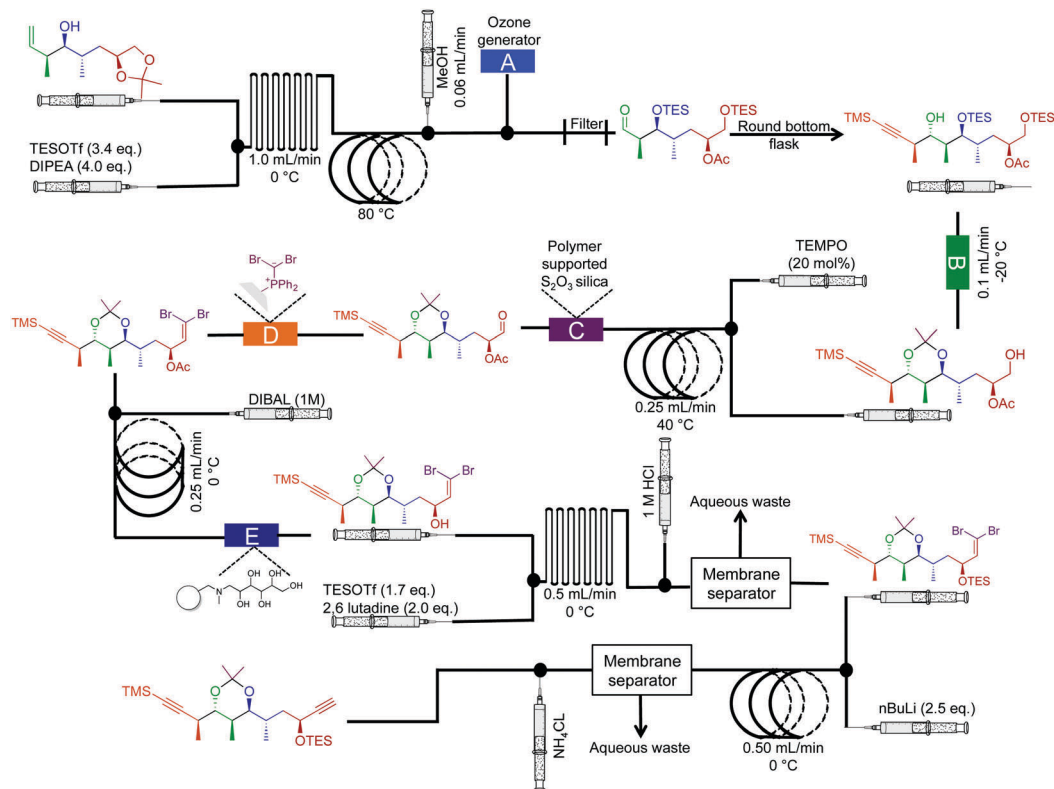 OH
O
O
TESOTf (3.4 eq.)
DIPEA (4.0 eq.)
1.0 mL/min
0 °C
80 °C
MeOH
0.06 mL/min
Ozone
generator
A
Filter
O
OTES
OTES
OAc
Round bottom
flask
TMS
OH
OTES
OTES
OAc
B
0.1 mL/min
-20 °C
TMS
O
O
Br
Br
OAc
Br
Br
PPh2
+
D
TMS
O
O
O
OAc
Polymer
supported
S2O3 silica
C
0.25 mL/min
40 °C
TEMPO
(20 mol%)
TMS
O
O
OH
OAc
DIBAL (1M)
0.25 mL/min
0 °C
E
N
OH
OH
OH
OH
OH
TMS
O
O
Br
Br
OH
TESOTf (1.7 eq.)
2,6 lutadine (2.0 eq.)
0.5 mL/min
0 °C
1 M HCl
Aqueous waste
Membrane
separator
TMS
O
O
Br
Br
OTES
nBuLi (2.5 eq.)
0.50 mL/min
0 °C
Membrane
separator
Aqueous waste
NH4CL
TMS
O
O
OTES